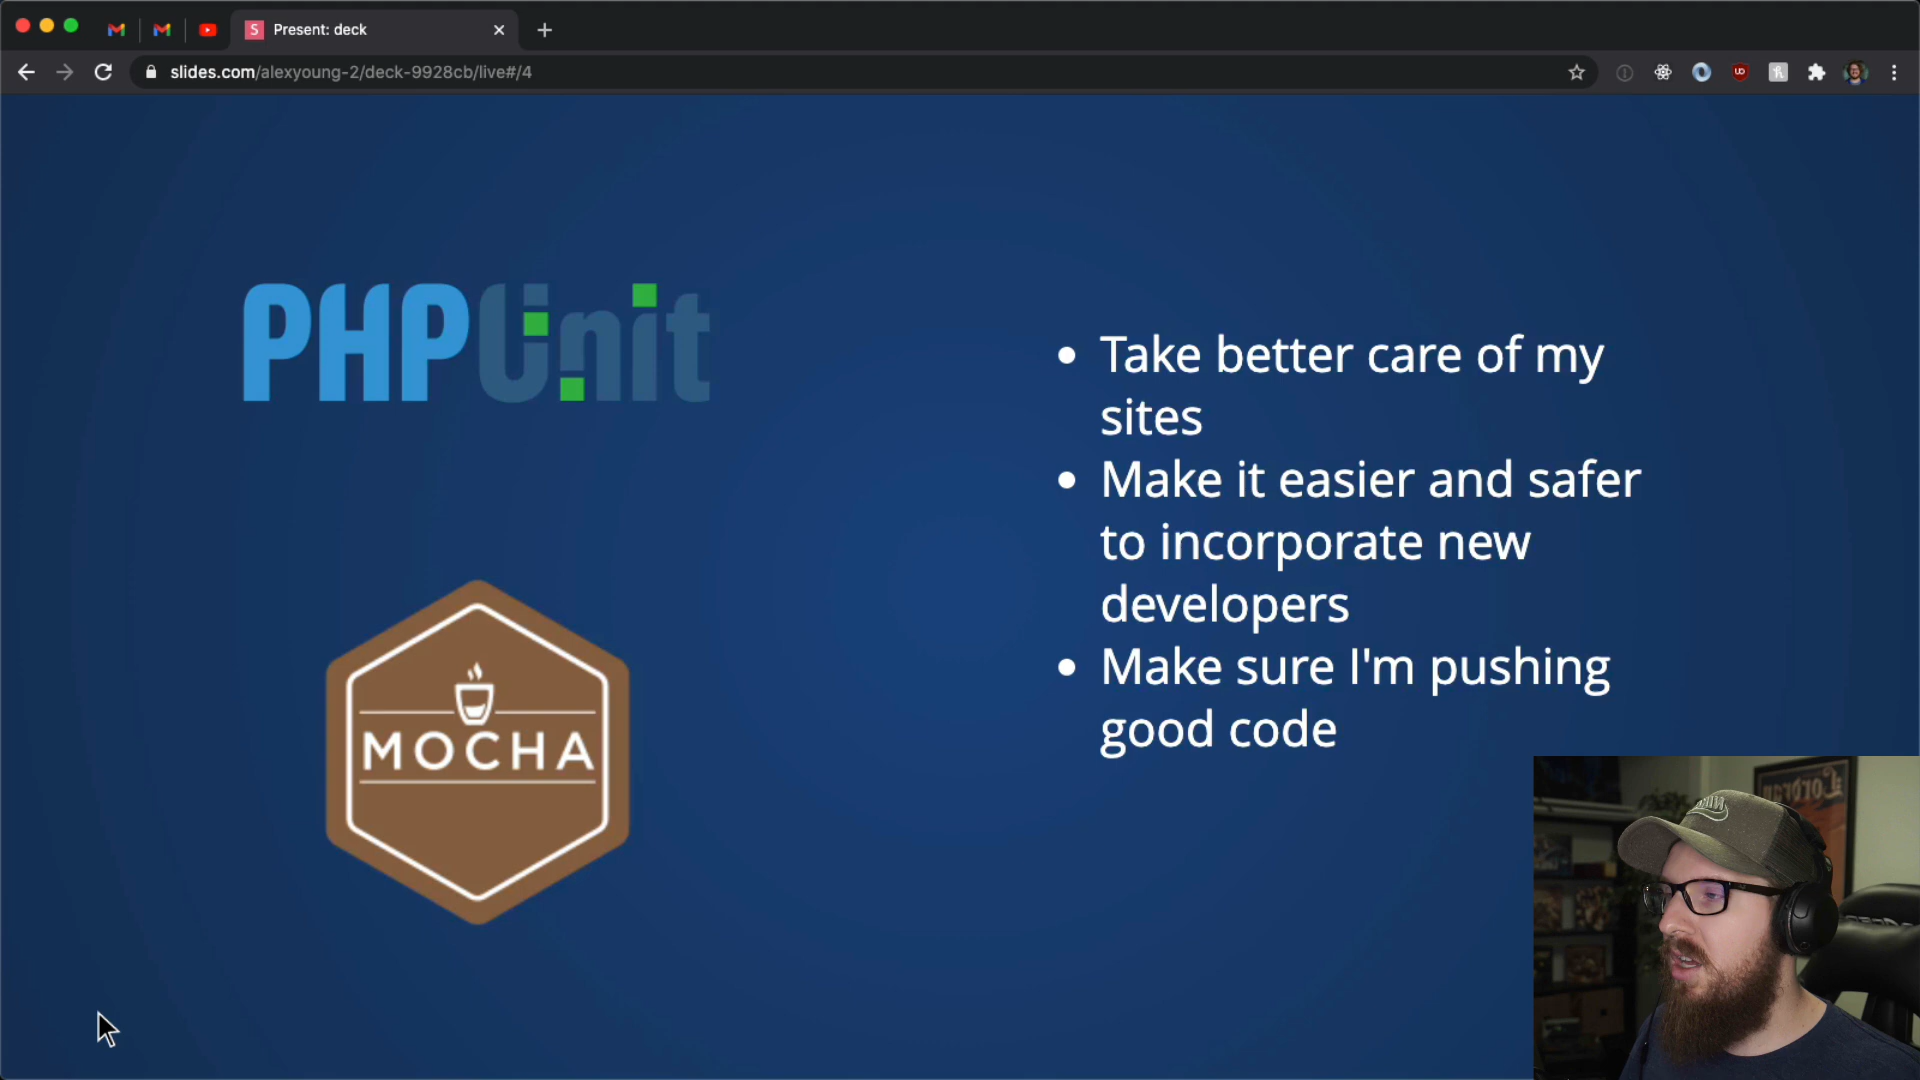 Present: deck
slides.com/alexyoung-2/deck-9928cb/live#/4
PHPUnit
MOCHA
• Take better care of my
sites
• Make it easier and safer
to incorporate new
developers
• Make sure I'm pushing
good code